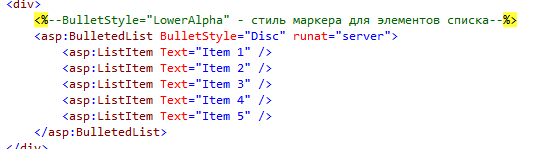 <div>
<%--BulletStyle="LowerAlpha" - стиль маркера для элементов списка--%>
<asp:BulletedList BulletStyle="Disc" runat="server">
<asp:ListItem Text="Item 1" />
<asp:ListItem Text="Item 2" />
<asp:ListItem Text="Item 3" />
<asp:ListItem Text="Item 4" />
<asp:ListItem Text="Item 5" />
</asp:BulletedList>
</div>